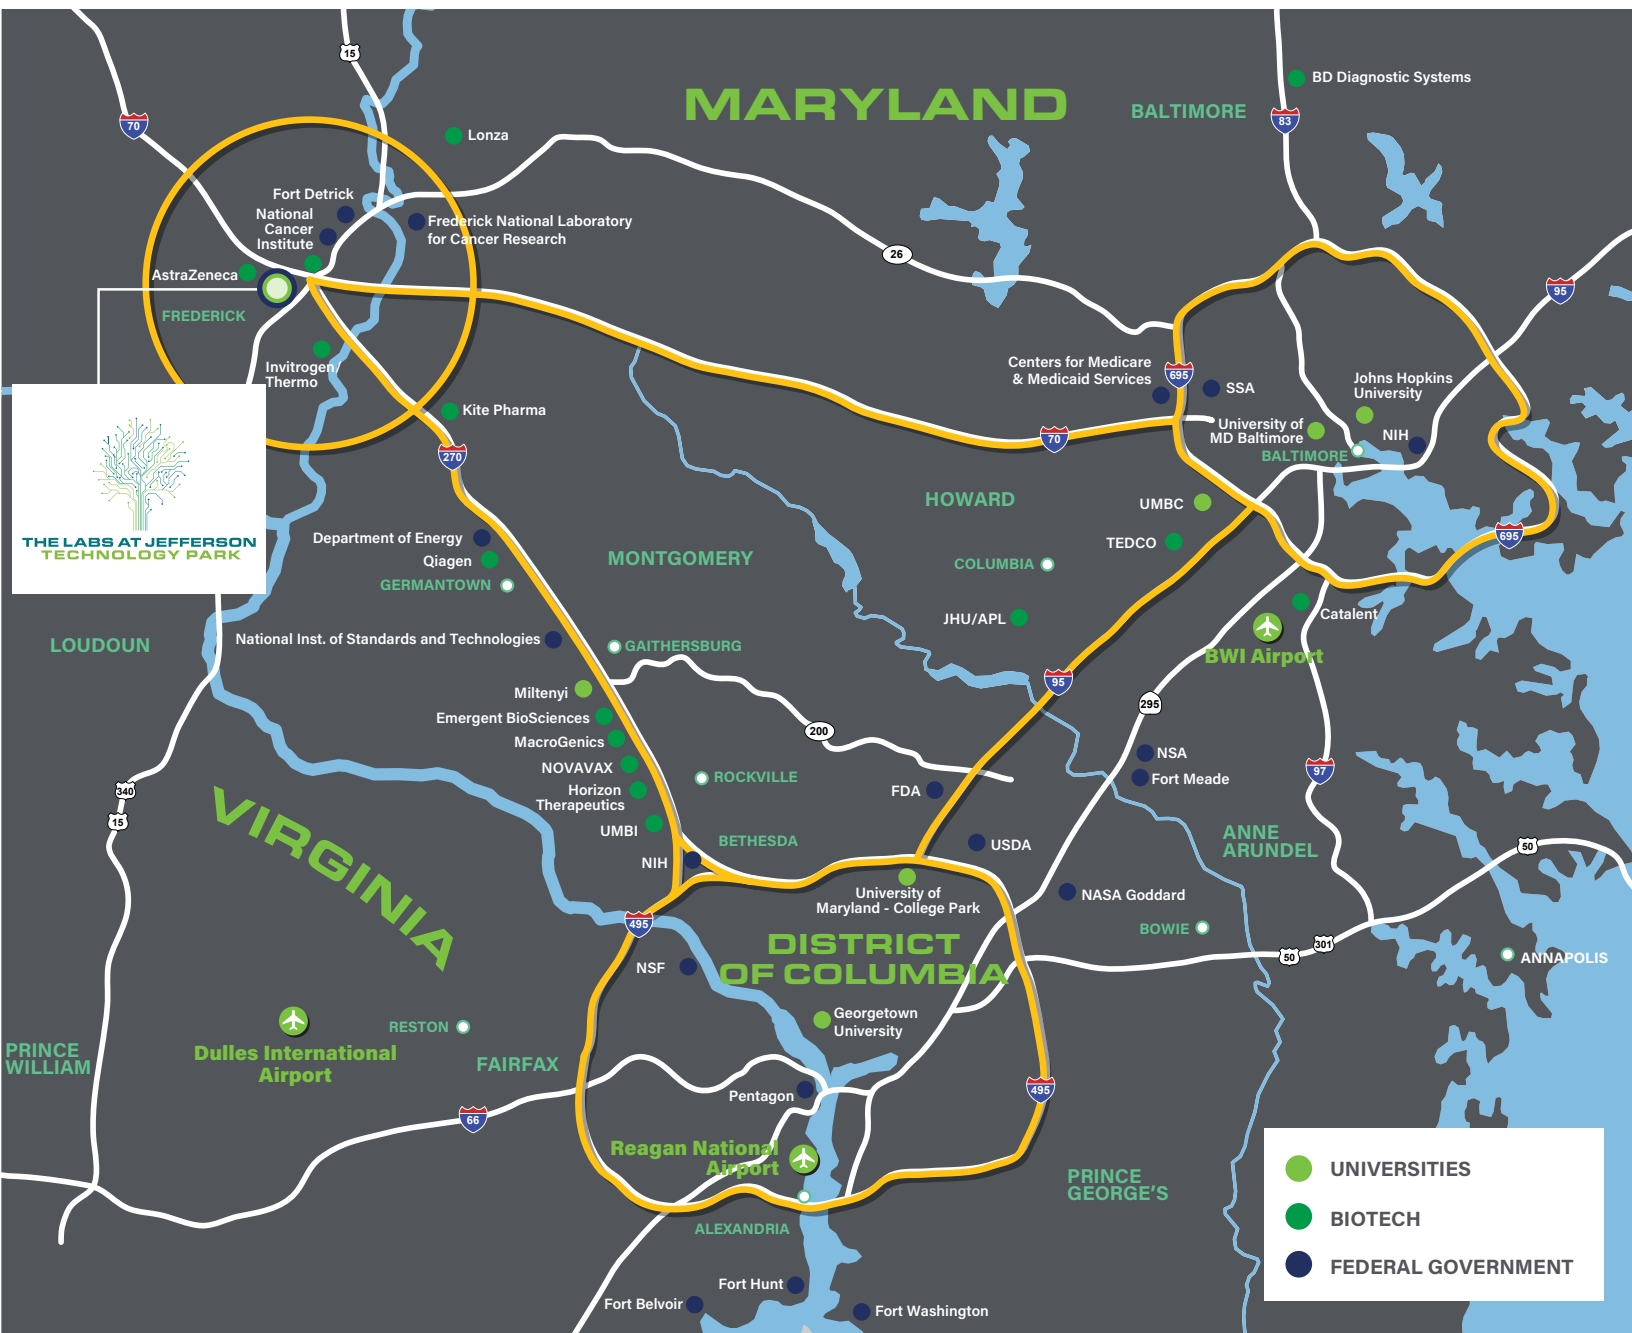 15
MARYLAND
BALTIMORE
BD Diagnostic Systems
83
70
Lonza
Fort Detrick
National
Cancer
Institute
Frederick National Laboratory
for Cancer Research
26
AstraZeneca
FREDERICK
95
Invitrogen/
Thermo
Centers for Medicare
& Medicaid Services
695
SSA
Johns Hopkins
University
Kite Pharma
University of
MD Baltimore
NIH
BALTIMORE
70
270
THE LABS AT JEFFERSON
TECHNOLOGY PARK
HOWARD
UMBC
Department of Energy
Qiagen
GERMANTOWN
MONTGOMERY
TEDCO
COLUMBIA
695
JHU/APL
Catalent
BWI Airport
LOUDOUN
National Inst. of Standards and Technologies
GAITHERSBURG
Miltenyi
Emergent BioSciences
MacroGenics
NOVAVAX
Horizon
Therapeutics
UMBI
NIH
95
295
200
ROCKVILLE
NSA
Fort Meade
97
340
15
FDA
VIRGINIA
BETHESDA
USDA
ANNE
ARUNDEL
50
University of
Maryland - College Park
NASA Goddard
495
BOWIE
DISTRICT
OF COLUMBIA
NSF
50
301
ANNAPOLIS
Georgetown
University
RESTON
Dulles International
Airport
PRINCE
WILLIAM
FAIRFAX
Pentagon
495
66
Reagan National
Airport
PRINCE
GEORGE'S
ALEXANDRIA
UNIVERSITIES
BIOTECH
FEDERAL GOVERNMENT
Fort Hunt
Fort Belvoir
Fort Washington